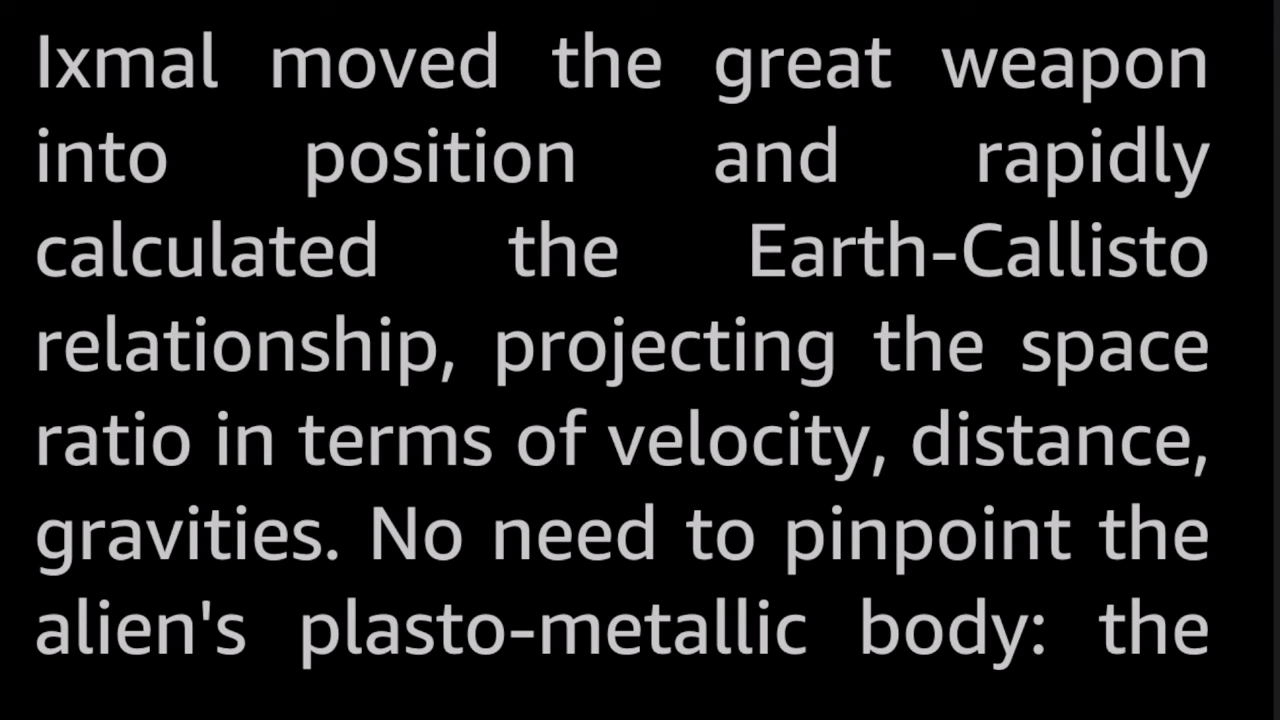 Ixmal moved the great weapon
into position and rapidly
calculated the Earth-Callisto
relationship, projecting the space
ratio in terms of velocity, distance,
gravities. No need to pinpoint the
alien's plasto-metallic body: the